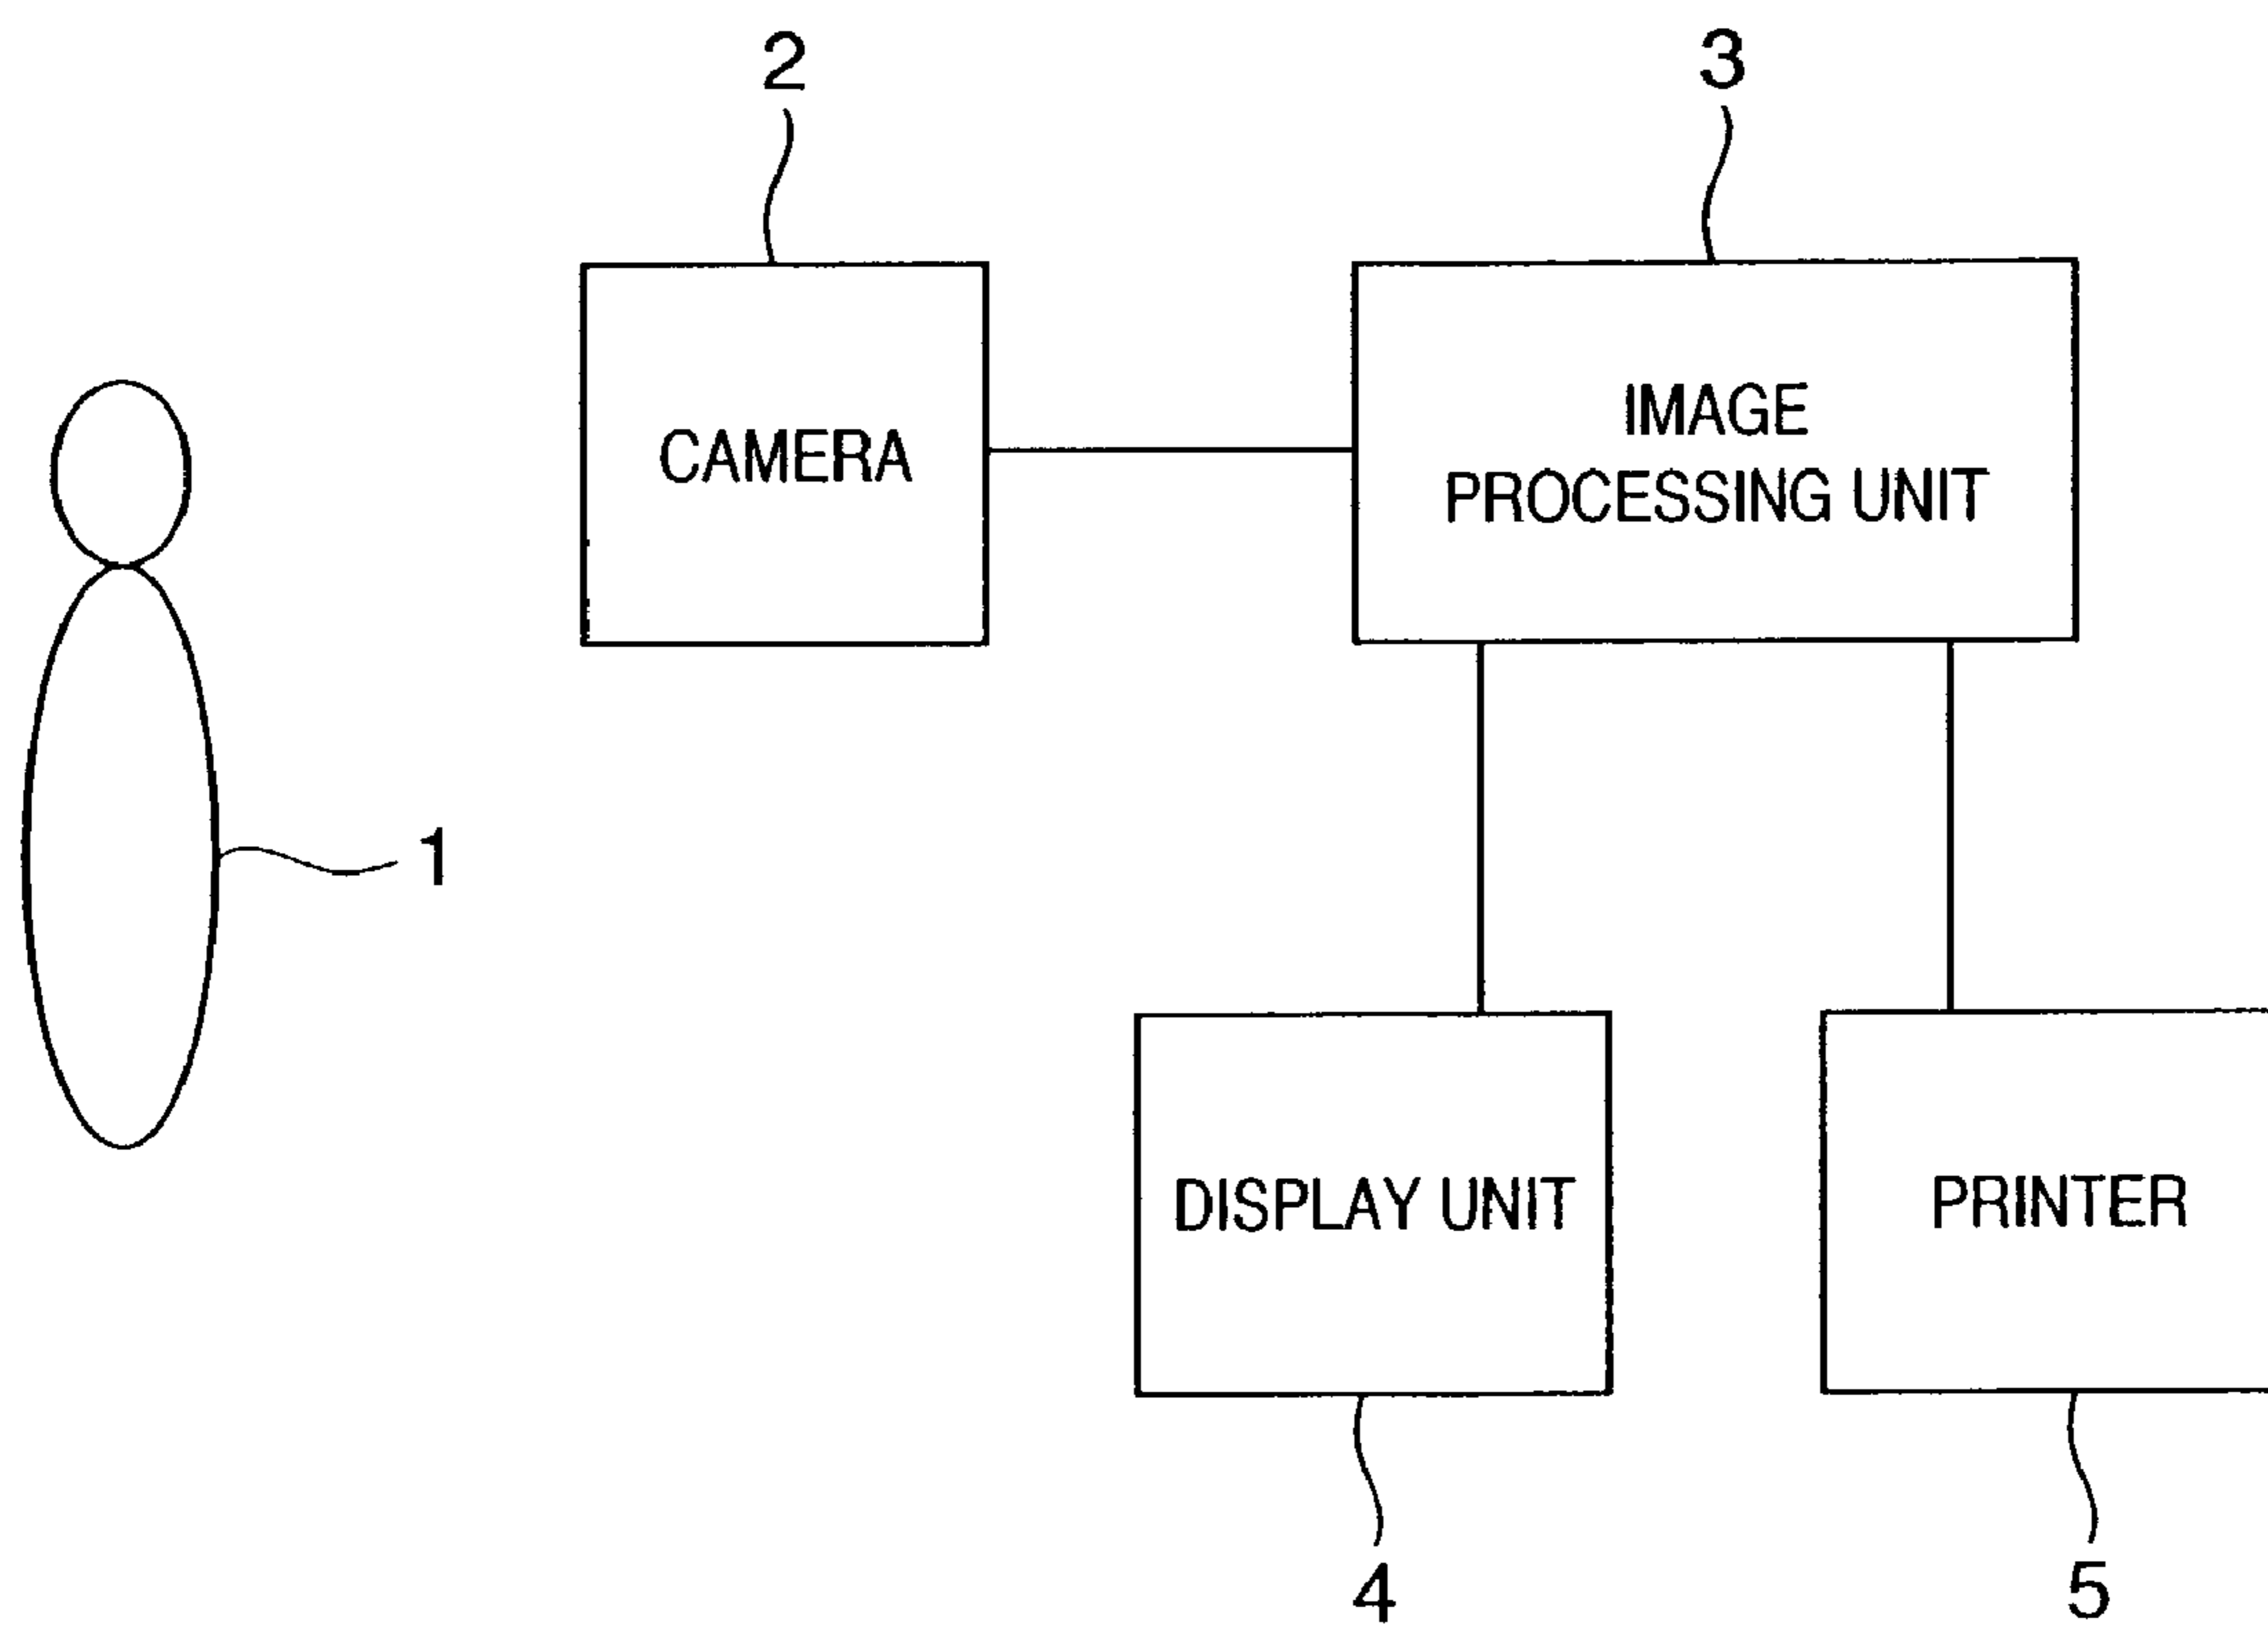 2
3
CAMERA
IMAGE
PROCESSING UNIT
1
DISPLAY UNIT
PRINTER
4
5